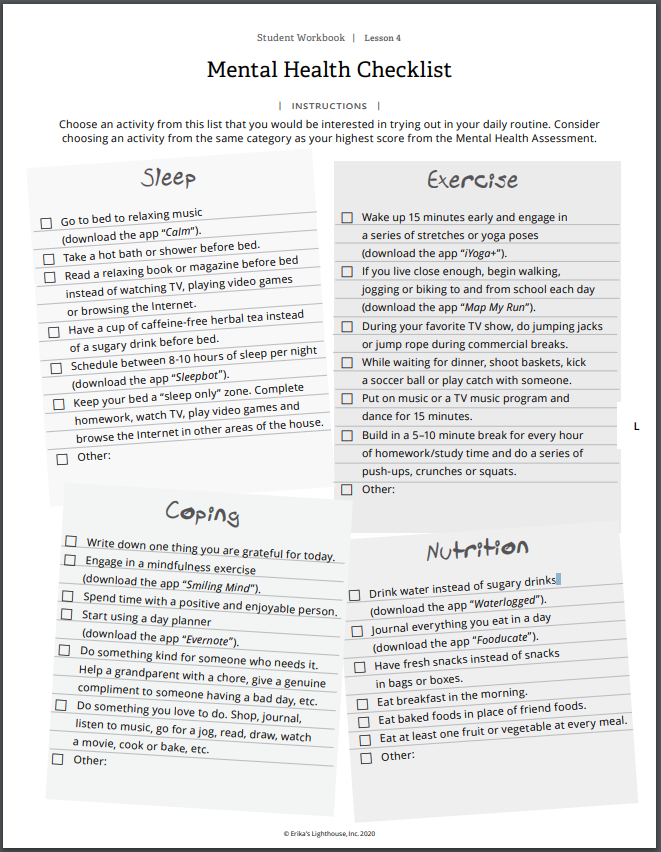 Student Workbook | Lesson 4
Mental Health Checklist
| INSTRUCTIONS |
Choose an activity from this list that you would be interested in trying out in your daily routine. Consider
choosing an activity from the same category as your highest score from the Mental Health Assessment.
Sleep
Go to bed to relaxing music
(download the app “Calm”).
Take a hot bath or shower before bed.
Read a relaxing book or magazine before bed
instead of watching TV, playing video games
or browsing the Internet.
Have a cup of caffeine-free herbal tea instead
of a sugary drink before bed.
Schedule between 8-10 hours of sleep per night
(download the app “Sleepbot”).
Keep your bed a “sleep only” zone. Complete
homework, watch TV, play video games and
browse the Internet in other areas of the house.
Other:
Exercise
Wake up 15 minutes early and engage in
a series of stretches or yoga poses
(download the app “iYoga+”).
If you live close enough, begin walking,
jogging or biking to and from school each day
(download the app “Map My Run”).
During your favorite TV show, do jumping jacks
or jump rope during commercial breaks.
While waiting for dinner, shoot baskets, kick
a soccer ball or play catch with someone.
Put on music or a TV music program and
dance for 15 minutes.
Build in a 5–10 minute break for every hour
of homework/study time and do a series of
push-ups, crunches or squats.
Other:
L
Coping
Write down one thing you are grateful for today.
Engage in a mindfulness exercise
(download the app “Smiling Mind”).
Spend time with a positive and enjoyable person.
Start using a day planner
(download the app “Evernote”).
Do something kind for someone who needs it.
Help a grandparent with a chore, give a genuine
compliment to someone having a bad day, etc.
Do something you love to do. Shop, journal,
listen to music, go for a jog, read, draw, watch
a movie, cook or bake, etc.
Other:
Nutrition
Drink water instead of sugary drinks
(download the app “Waterlogged”).
Journal everything you eat in a day
(download the app “Fooducate”).
Have fresh snacks instead of snacks
in bags or boxes.
Eat breakfast in the morning.
Eat baked foods in place of friend foods.
Eat at least one fruit or vegetable at every meal.
Other:
© Erika's Lighthouse, Inc. 2020